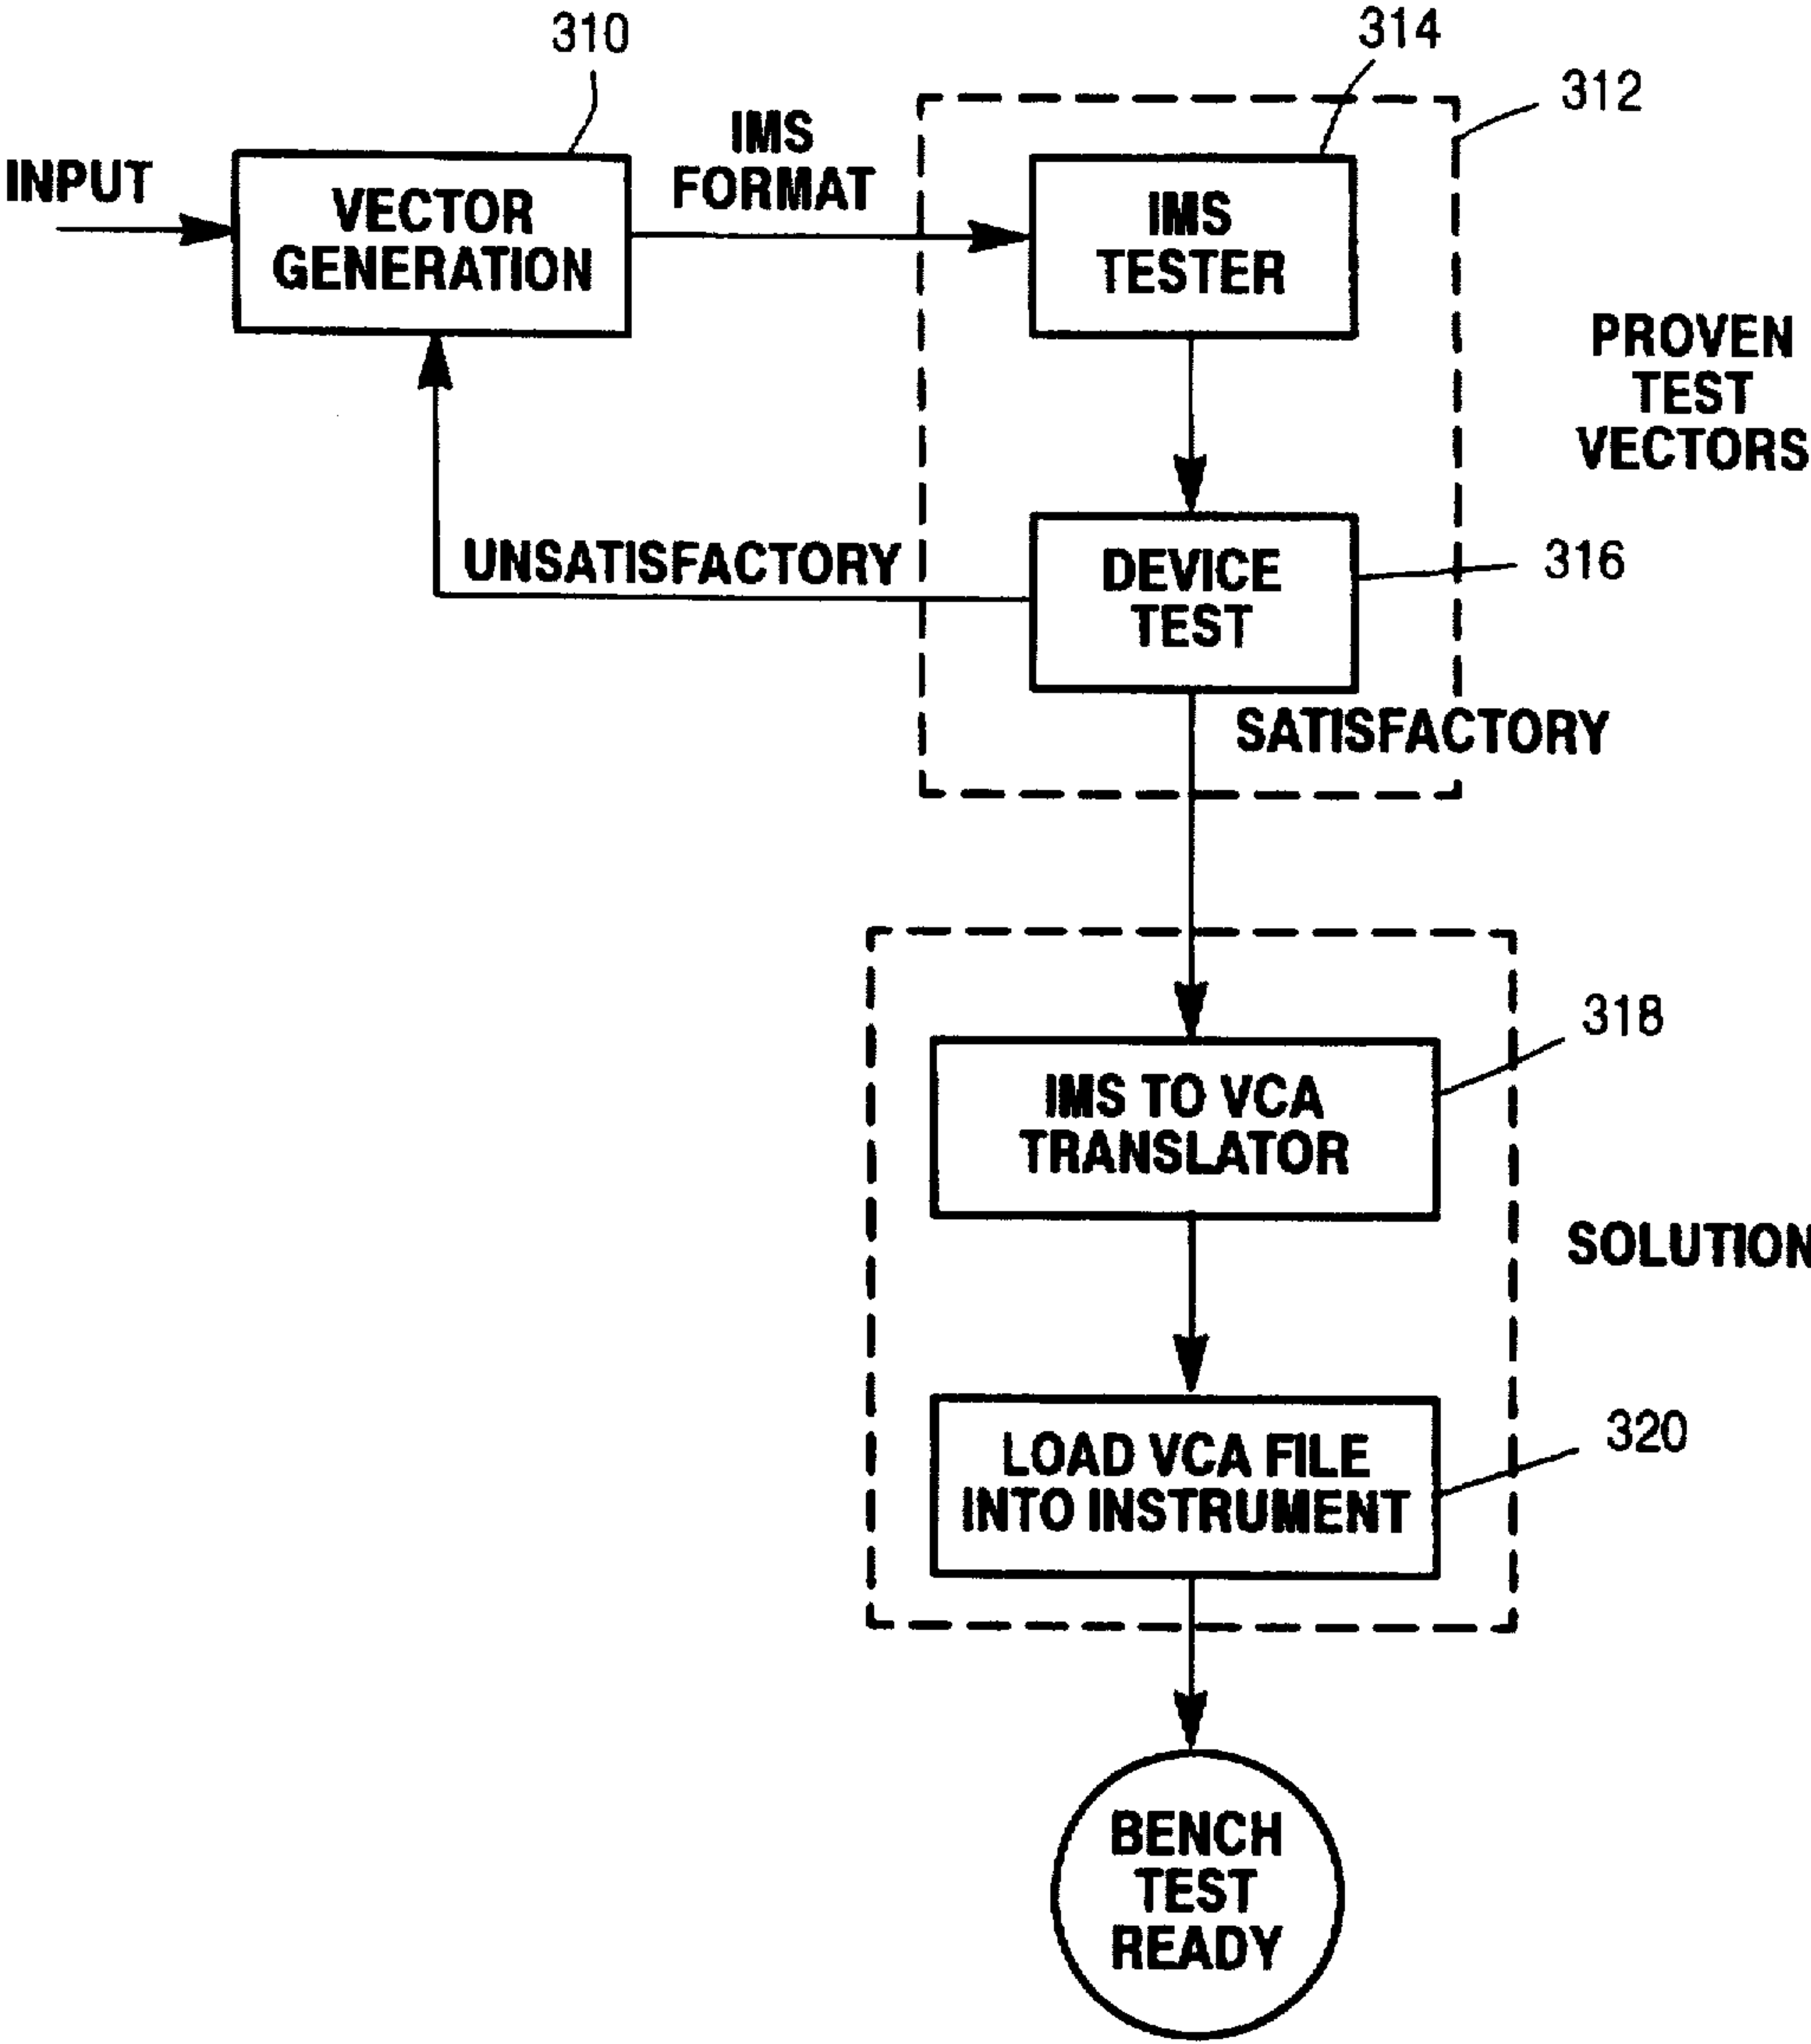 310
314
312
INPUT
IMS
FORMAT
VECTOR
GENERATION
IMS
TESTER
PROVEN
TEST
VECTORS
UNSATISFACTORY
DEVICE
TEST
316
SATISFACTORY
318
IMS TO VCA
TRANSLATOR
SOLUTION
LOAD VCA FILE
INTO INSTRUMENT
320
BENCH
TEST
READY